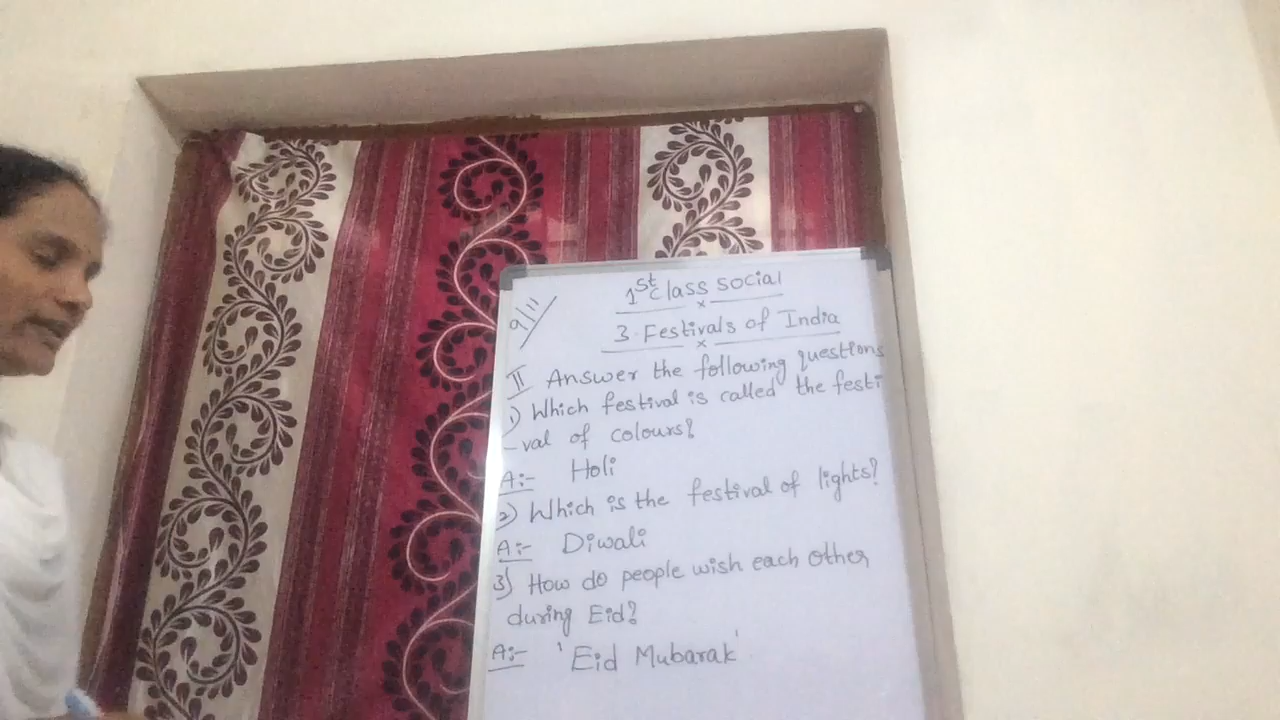 9/11
1st Class social
3. Festivals of India
II Answer the following questions
1) Which festival is called the festi
-val of colours?
A:- Holi
2) Which is the festival of lights?
A:- Diwali
3) How do people wish each other
during Eid?
A:- 'Eid Mubarak'